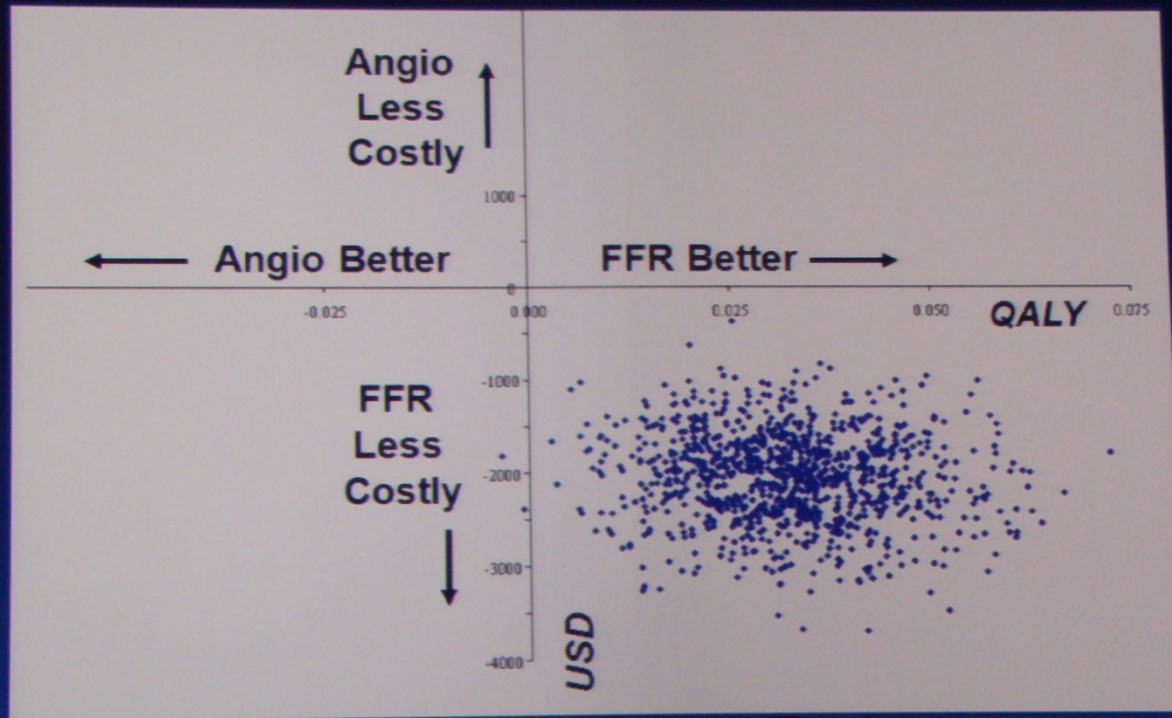 Angio
Less
Costly
1000
Angio Better
FFR Better
0
-0.025
0.000
0.025
0.050
QALY
0.075
-1000
FFR
Less
Costly
-2000
-3000
-4000
USD